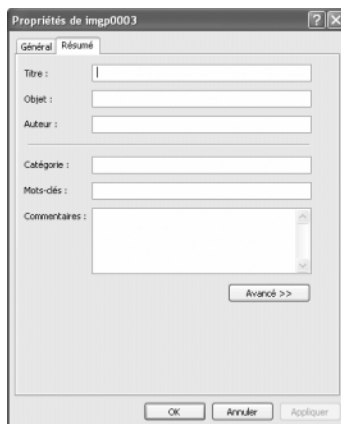 Propriétés de imgp0003
Général Résumé
Titre :
Objet :
Auteur :
Catégorie :
Mots-clés :
Commentaires :
Avancé >>
OK Annuler Appliquer